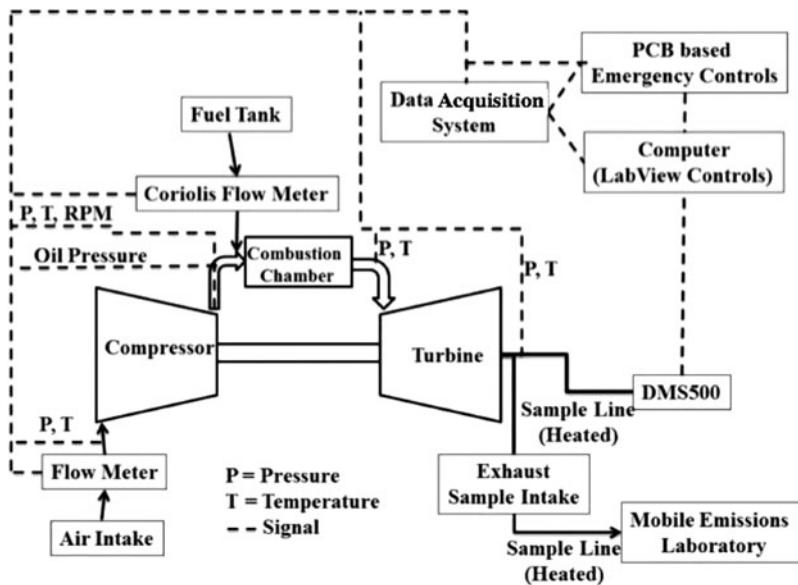 PCB based
Emergency Controls
Data Acquisition
System
Fuel Tank
Computer
(LabView Controls)
Coriolis Flow Meter
P, T, RPM
Oil Pressure
Combustion
Chamber
P, T
P, T
Compressor
Turbine
DMS500
Sample Line
(Heated)
P, T
Flow Meter
Air Intake
P = Pressure
T = Temperature
-- Signal
Exhaust
Sample Intake
Sample Line
(Heated)
Mobile Emissions
Laboratory